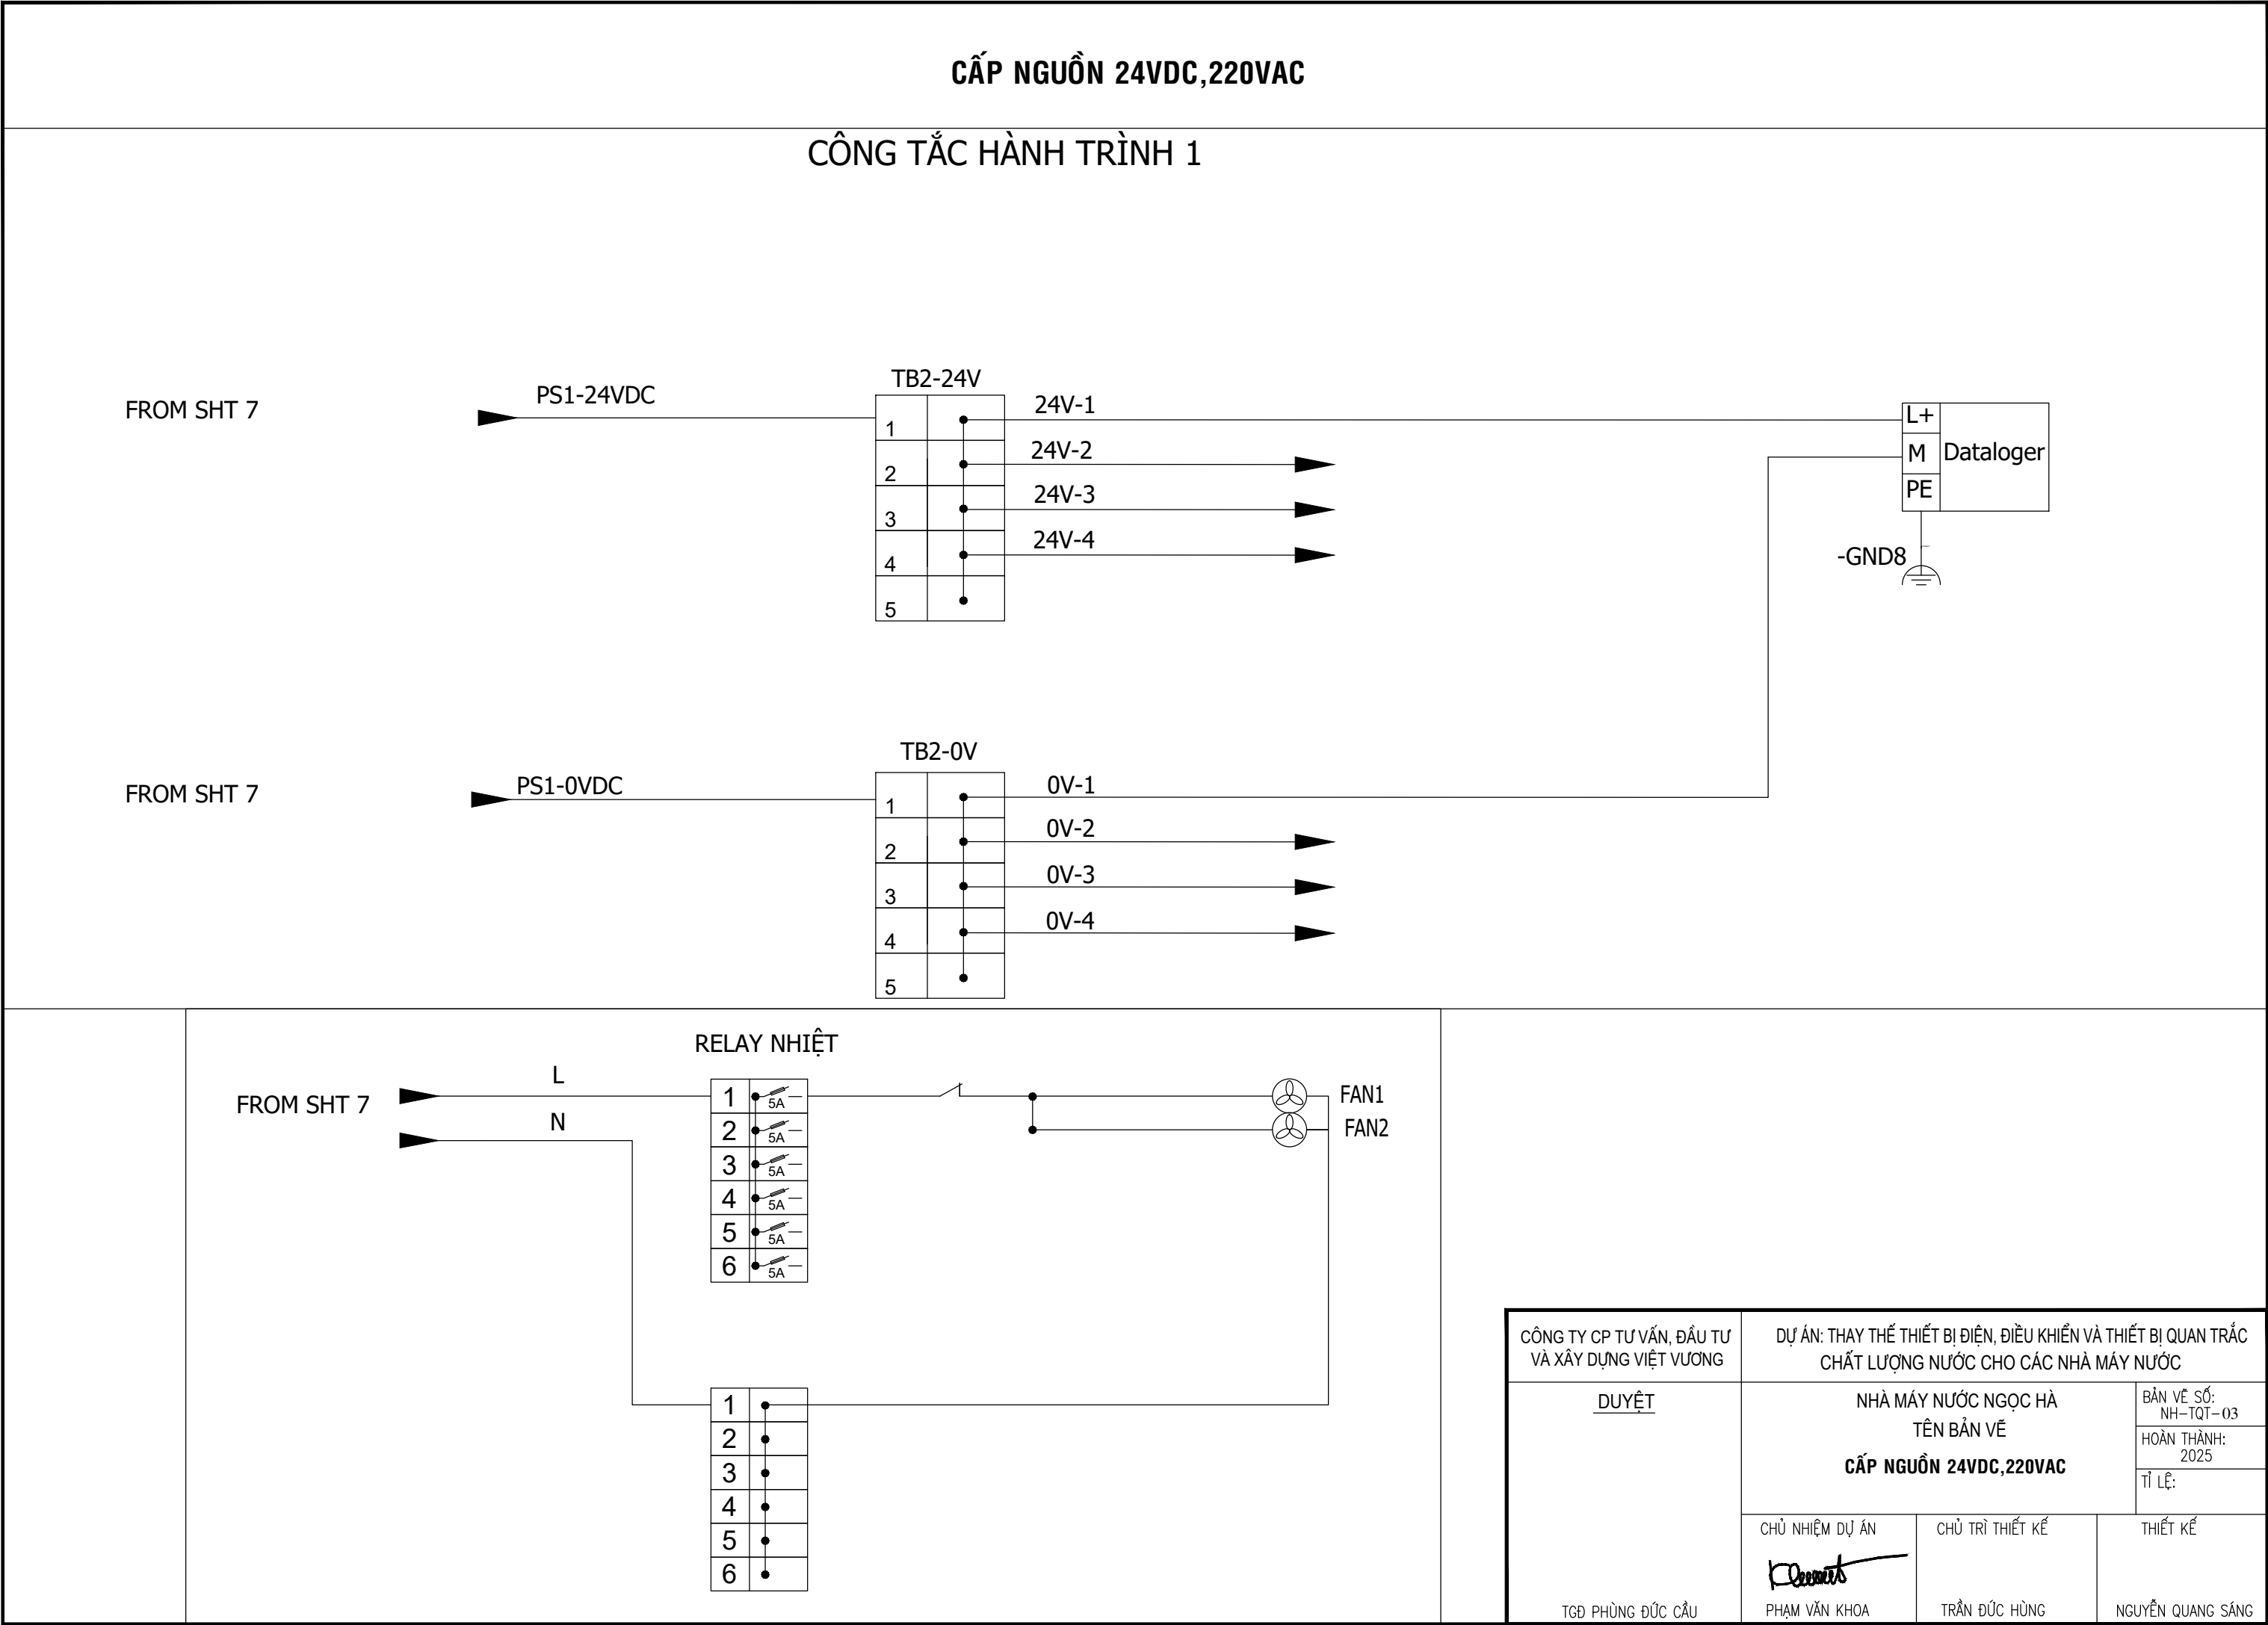 CẤP NGUỒN 24VDC,220VAC
CÔNG TẮC HÀNH TRÌNH 1
TB2-24V
FROM SHT 7
PS1-24VDC
1
2
3
4
5
24V-1
24V-2
24V-3
24V-4
L+
M
PE
Dataloger
-GND8
TB2-0V
FROM SHT 7
PS1-0VDC
1
2
3
4
5
0V-1
0V-2
0V-3
0V-4
RELAY NHIỆT
FROM SHT 7
L
N
1 5A
2 5A
3 5A
4 5A
5 5A
6 5A
FAN1
FAN2
1
2
3
4
5
6
CÔNG TY CP TƯ VẤN, ĐẦU TƯ
VÀ XÂY DỰNG VIỆT VƯƠNG
DỰ ÁN: THAY THẾ THIẾT BỊ ĐIỆN, ĐIỀU KHIỂN VÀ THIẾT BỊ QUAN TRẮC
CHẤT LƯỢNG NƯỚC CHO CÁC NHÀ MÁY NƯỚC
DUYỆT
TGĐ PHÙNG ĐỨC CẦU
NHÀ MÁY NƯỚC NGỌC HÀ
TÊN BẢN VẼ
CẤP NGUỒN 24VDC,220VAC
BẢN VẼ SỐ:
NH-TQT-03
HOÀN THÀNH:
2025
TỈ LỆ:
CHỦ NHIỆM DỰ ÁN
PHẠM VĂN KHOA
CHỦ TRÌ THIẾT KẾ
TRẦN ĐỨC HÙNG
THIẾT KẾ
NGUYỄN QUANG SÁNG